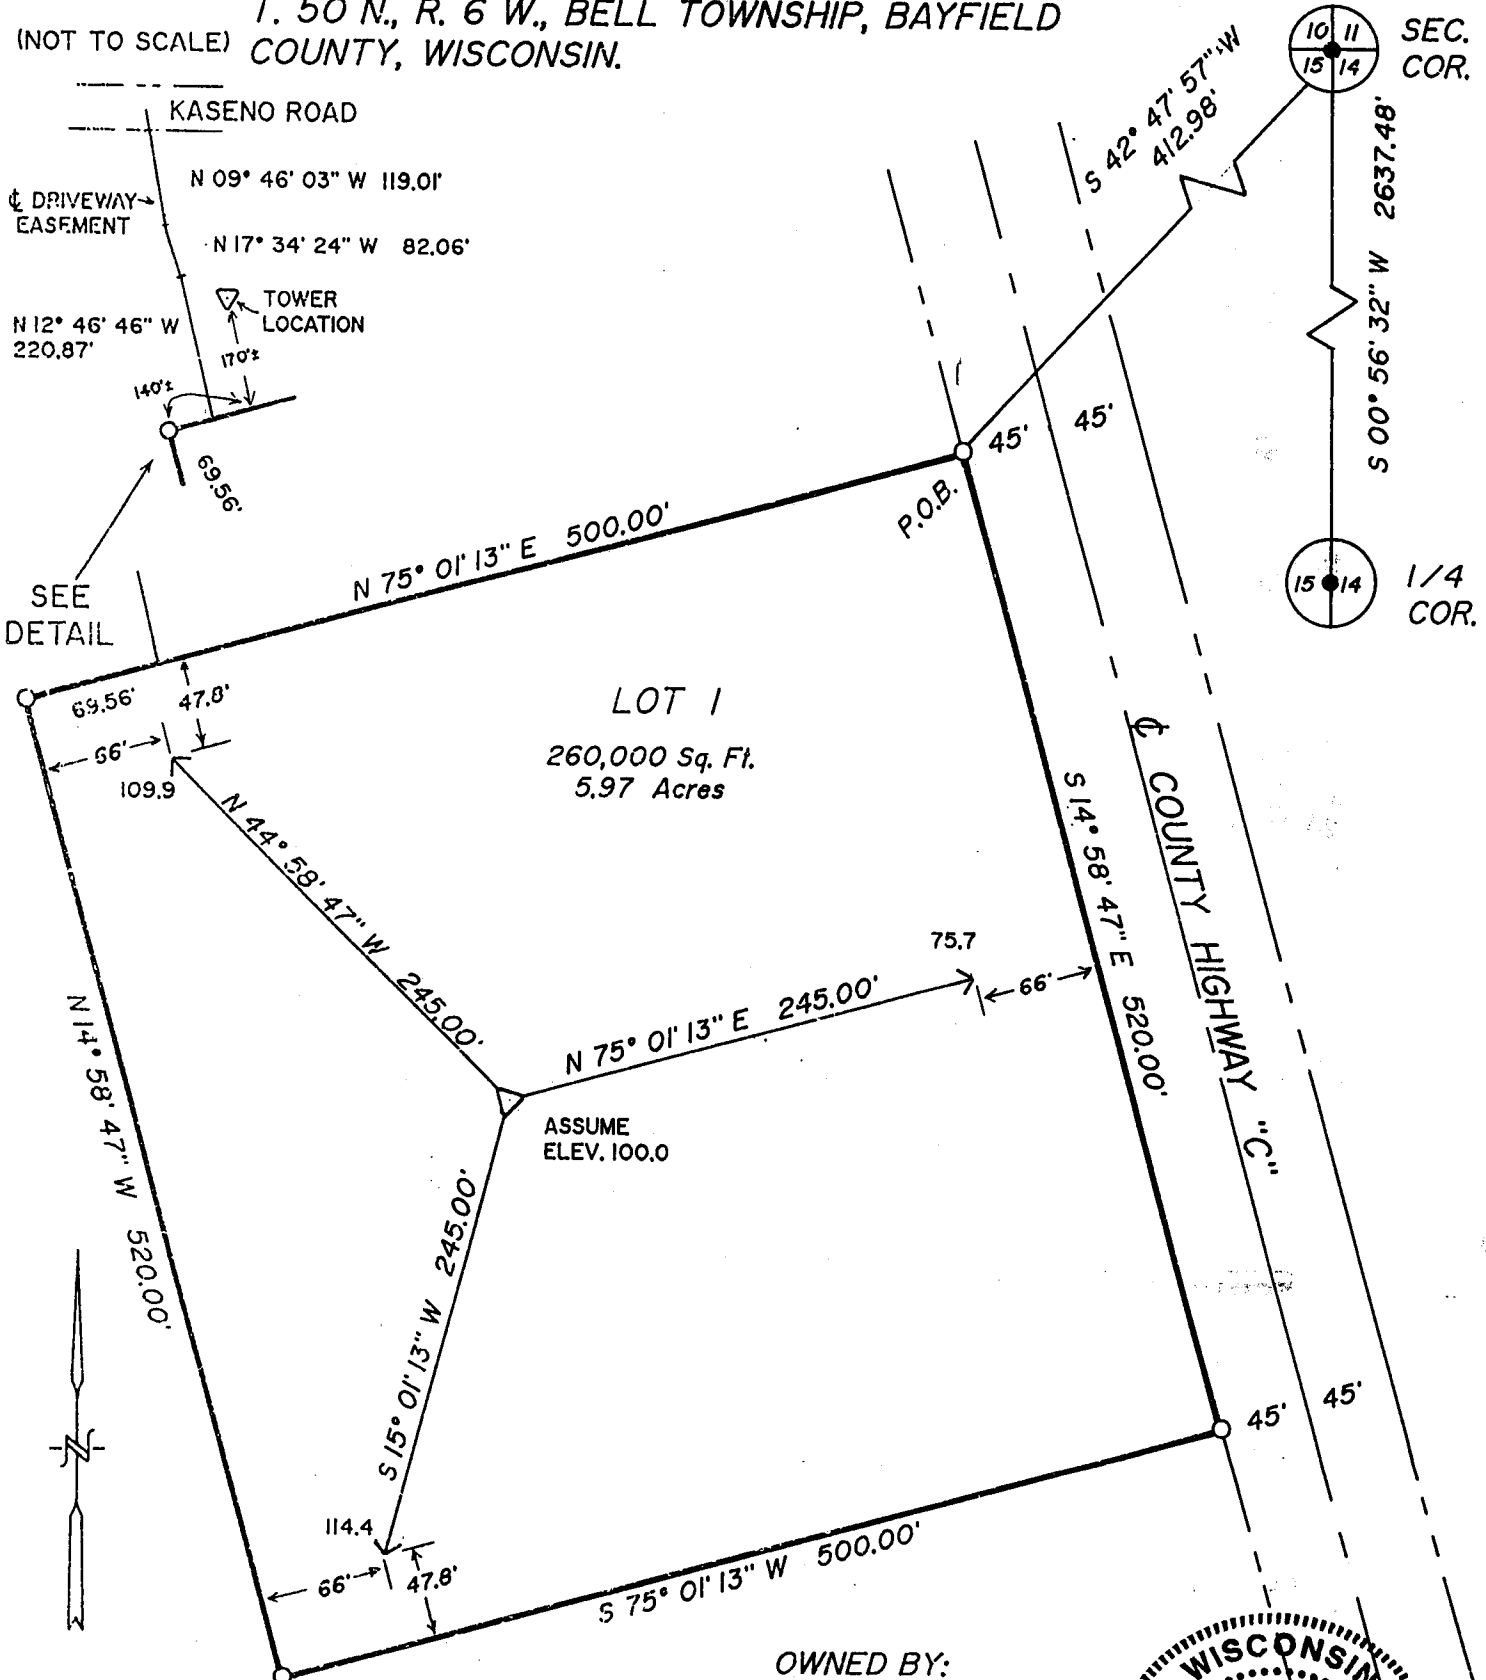 T. 50 N., R. 6 W., BELL TOWNSHIP, BAYFIELD
COUNTY, WISCONSIN.
(NOT TO SCALE)
KASENO ROAD
N 09° 46' 03" W 119.01'
℄ DRIVEWAY
EASEMENT
N 17° 34' 24" W 82.06'
TOWER
LOCATION
N 12° 46' 46" W
220.87'
170'±
140'±
69.56'
SEE
DETAIL
S 42° 47' 57" W
412.98'
10 11
15 14
SEC.
COR.
S 00° 56' 32" W 2637.48'
15 14
1/4
COR.
45'
45'
P.O.B.
N 75° 01' 13" E 500.00'
69.56'
47.8'
66'
109.9
LOT 1
260,000 Sq. Ft.
5.97 Acres
N 44° 58' 47" W 245.00'
N 75° 01' 13" E 245.00'
75.7
66'
S 14° 58' 47" E 520.00'
℄ COUNTY HIGHWAY "C"
ASSUME
ELEV. 100.0
N 14° 58' 47" W 520.00'
S 15° 01' 13" W 245.00'
N
114.4
66'
47.8'
S 75° 01' 13" W 500.00'
45'
45'
OWNED BY:
WISCONSIN